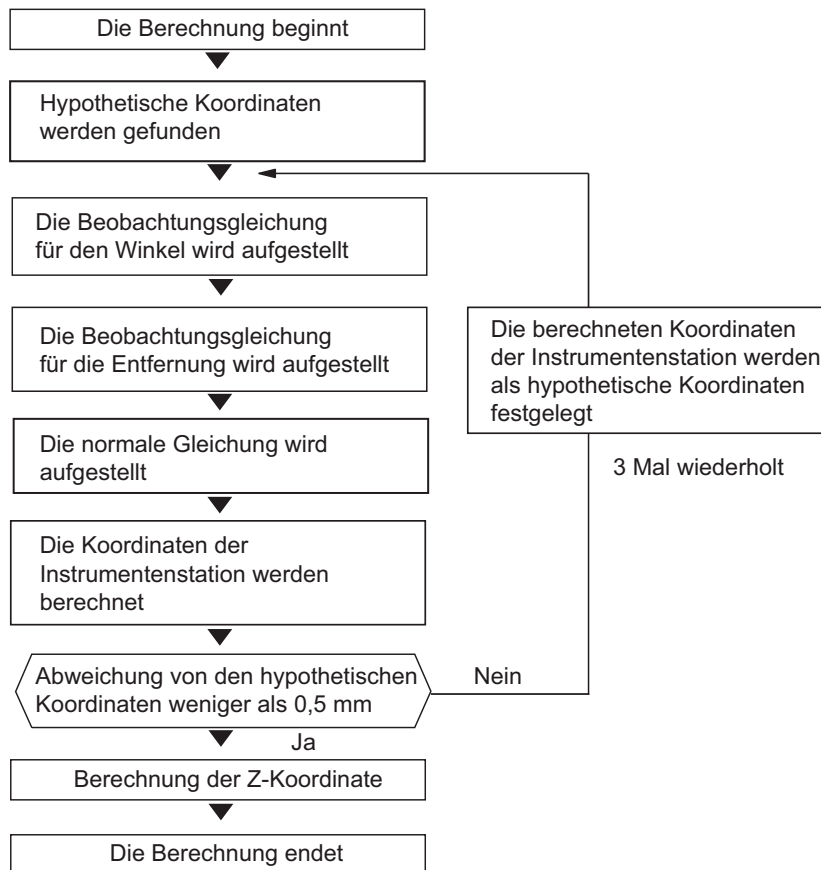 Die Berechnung beginnt
Hypothetische Koordinaten
werden gefunden
Die Beobachtungsgleichung
für den Winkel wird aufgestellt
Die Beobachtungsgleichung
für die Entfernung wird aufgestellt
Die normale Gleichung wird
aufgestellt
Die Koordinaten der
Instrumentenstation werden
berechnet
Abweichung von den hypothetischen
Koordinaten weniger als 0,5 mm
Nein
Die berechneten Koordinaten
der Instrumentenstation werden
als hypothetische Koordinaten
festgelegt
3 Mal wiederholt
Ja
Berechnung der Z-Koordinate
Die Berechnung endet